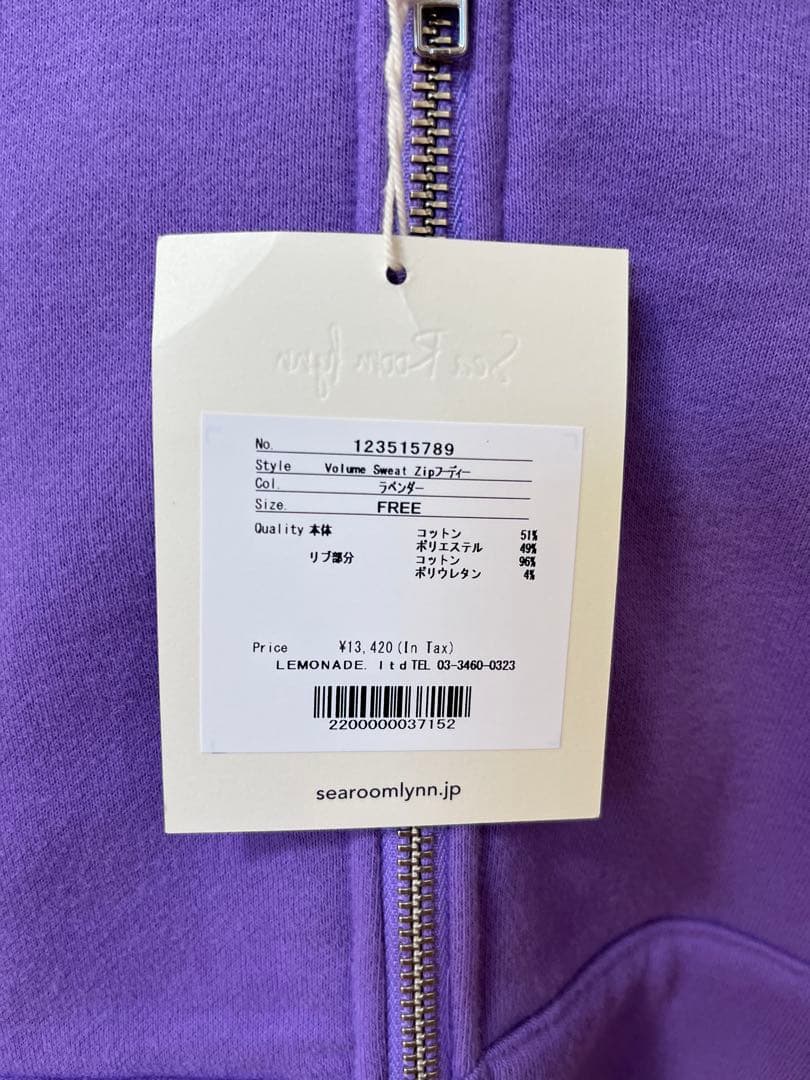 Sea Room lynn
No. 123515789
Style Volume Sweat Zipフーディー
Col. ラベンダー
Size. FREE
Quality 本体 コットン 51%
ポリエステル 49%
リブ部分 コットン 96%
ポリウレタン 4%
Price ¥13,420(In Tax)
LEMONADE. ltd TEL 03-3460-0323
2200000037152
searoomlynn.jp